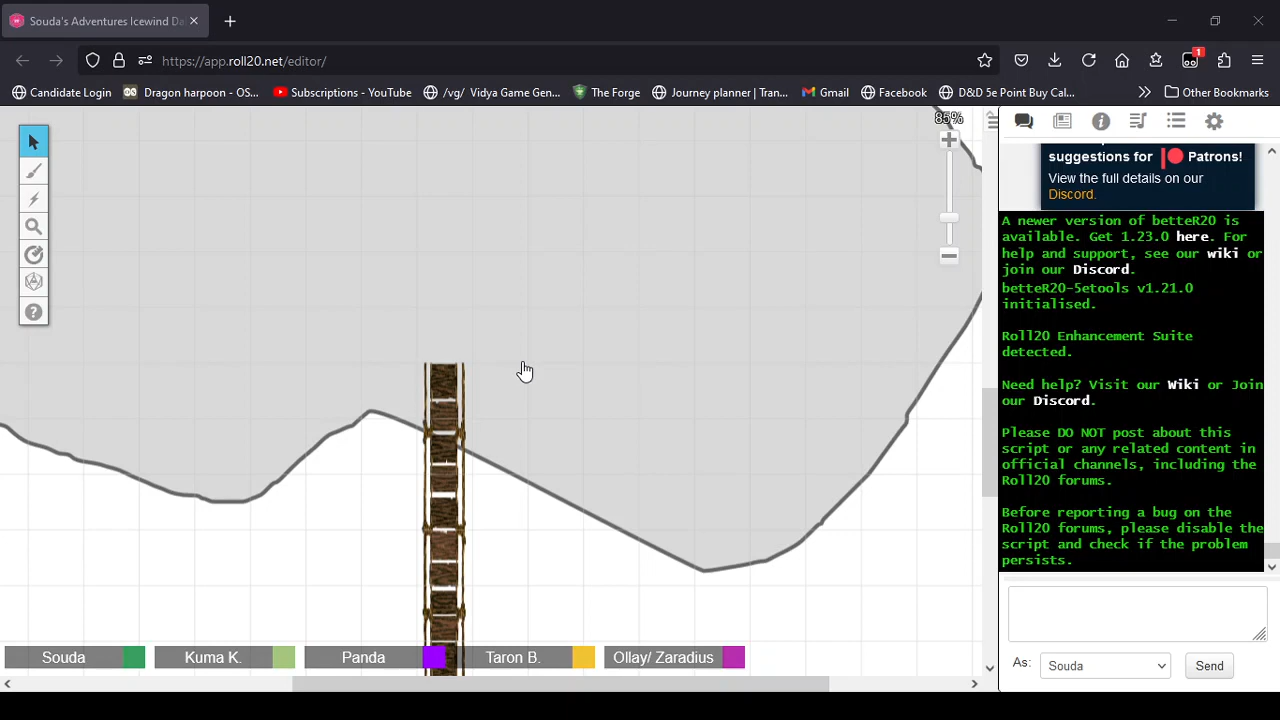 Souda's Adventures Icewind De
https://app.roll20.net/editor/
1
Candidate Login
Dragon harpoon - OS...
Subscriptions - YouTube
/vg/ Vidya Game Gen...
The Forge
Journey planner | Tran...
Gmail
Facebook
D&D 5e Point Buy Cal...
Other Bookmarks
85%
suggestions for Patrons!
View the full details on our
Discord.
A newer version of betteR20 is
available. Get 1.23.0 here. For
help and support, see our wiki or
join our Discord.
betteR20-5etools v1.21.0
initialised.
Roll20 Enhancement Suite
detected.
Need help? Visit our Wiki or Join
our Discord.
Please DO NOT post about this
script or any related content in
official channels, including the
Roll20 forums.
Before reporting a bug on the
Roll20 forums, please disable the
script and check if the problem
persists.
Souda
Kuma K.
Panda
Taron B.
Ollay/ Zaradius
As:
Souda
Send